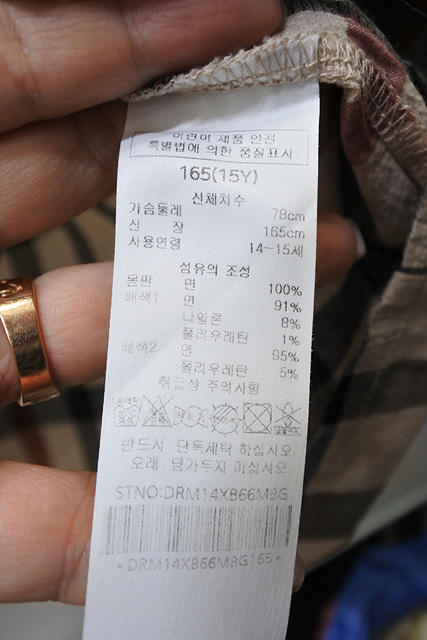 어린이 제품 안전
특별법에 의한 품질표시
165(15Y)
신체치수
가슴둘레 78cm
신 장 165cm
사용연령 14~15세
섬유의 조성
몸판 면 100%
배색1 면 91%
나일론 8%
폴리우레탄 1%
배색2 면 95%
폴리우레탄 5%
취급상 주의사항
반드시 단독세탁 하십시오
오래 담가두지 마십시오
STNO:DRM14XB66MBG
*DRM14XB66MBG165*